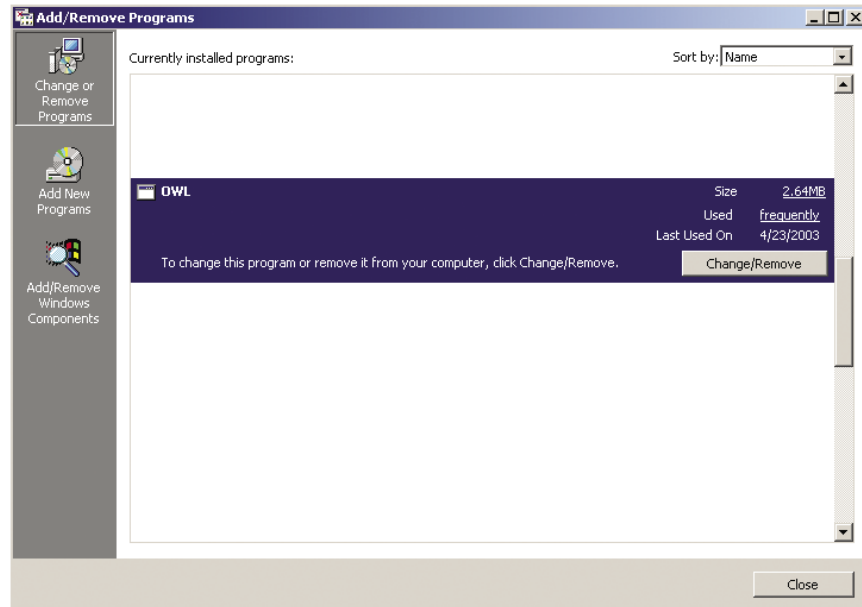 Add/Remove Programs
Change or
Remove
Programs
Add New
Programs
Add/Remove
Windows
Components
Currently installed programs:
Sort by: Name
OWL
Size 2.64MB
Used frequently
Last Used On 4/23/2003
To change this program or remove it from your computer, click Change/Remove.
Change/Remove
Close